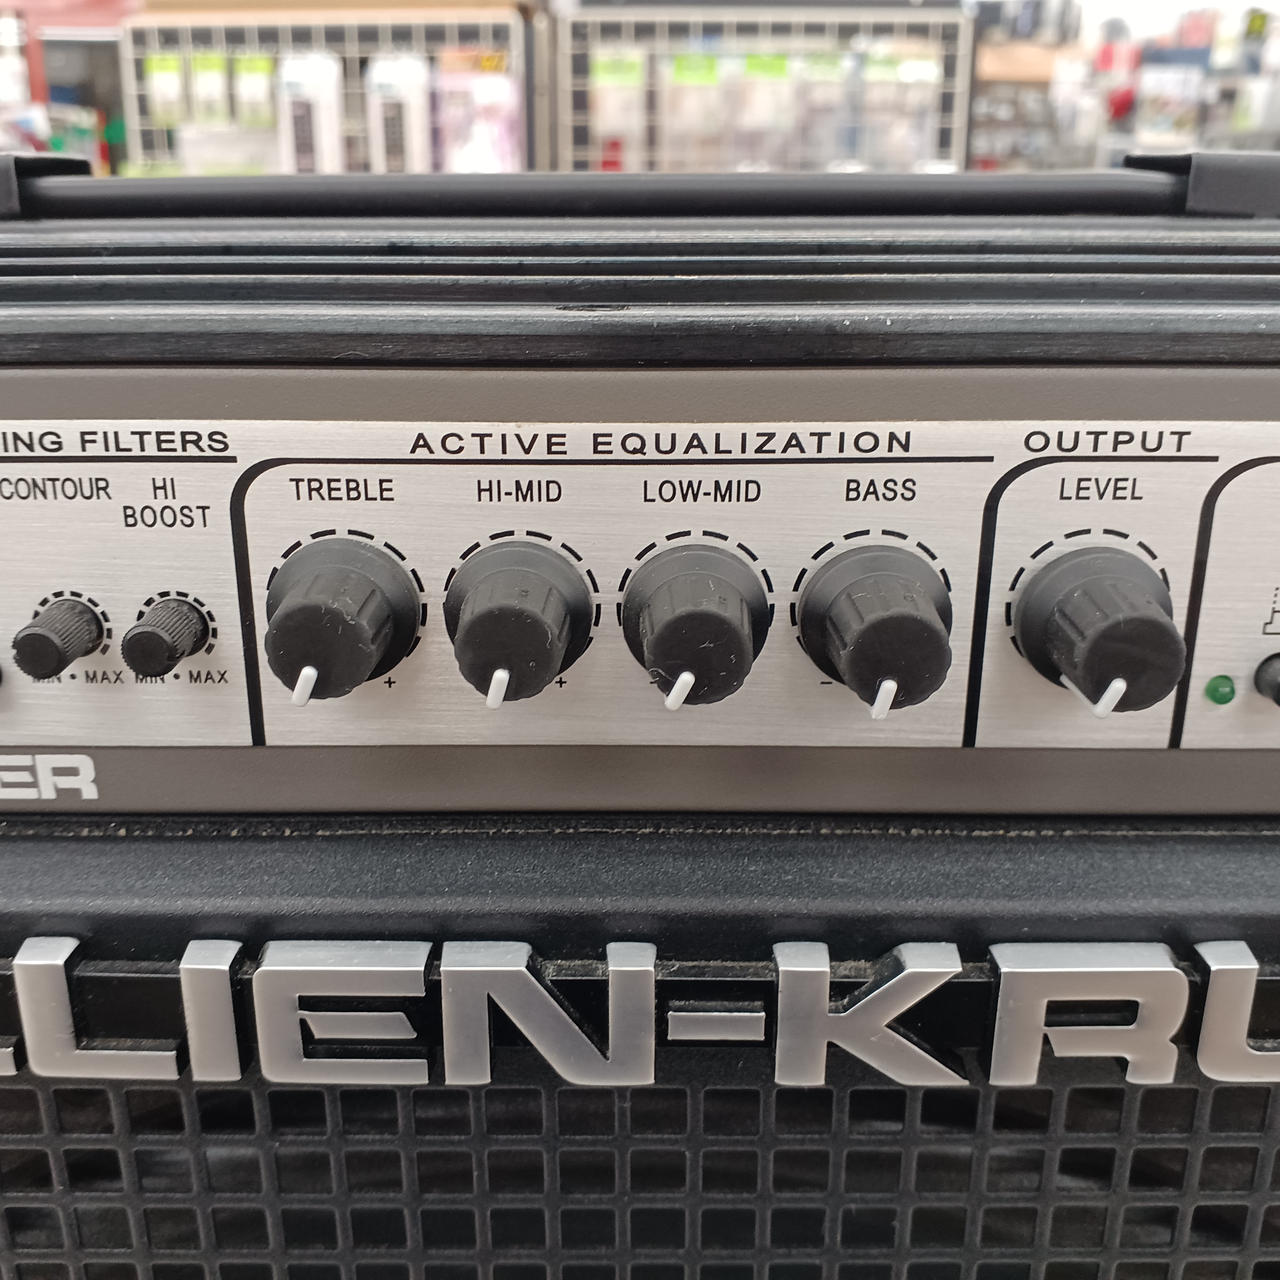 ING FILTERS
ACTIVE EQUALIZATION
OUTPUT
CONTOUR
HI
BOOST
TREBLE
HI-MID
LOW-MID
BASS
LEVEL
MIN • MAX
MIN • MAX
+
+
-
-
ER
LIEN-KRU